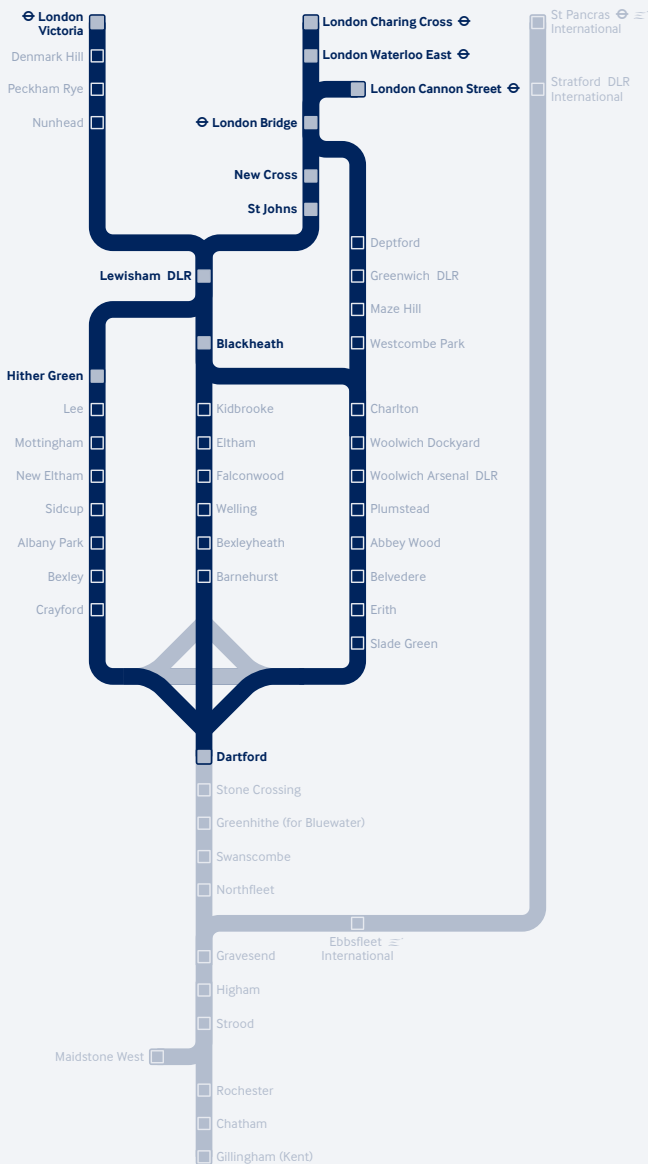 London
Victoria
Denmark Hill
Peckham Rye
Nunhead
London Charing Cross
London Waterloo East
London Cannon Street
London Bridge
New Cross
St Johns
St Pancras
International
Stratford DLR
International
Deptford
Greenwich DLR
Maze Hill
Westcombe Park
Lewisham DLR
Blackheath
Hither Green
Lee
Mottingham
New Eltham
Sidcup
Albany Park
Bexley
Crayford
Kidbrooke
Eltham
Falconwood
Welling
Bexleyheath
Barnehurst
Charlton
Woolwich Dockyard
Woolwich Arsenal DLR
Plumstead
Abbey Wood
Belvedere
Erith
Slade Green
Dartford
Stone Crossing
Greenhithe (for Bluewater)
Swanscombe
Northfleet
Ebbsfleet
International
Gravesend
Higham
Strood
Maidstone West
Rochester
Chatham
Gillingham (Kent)